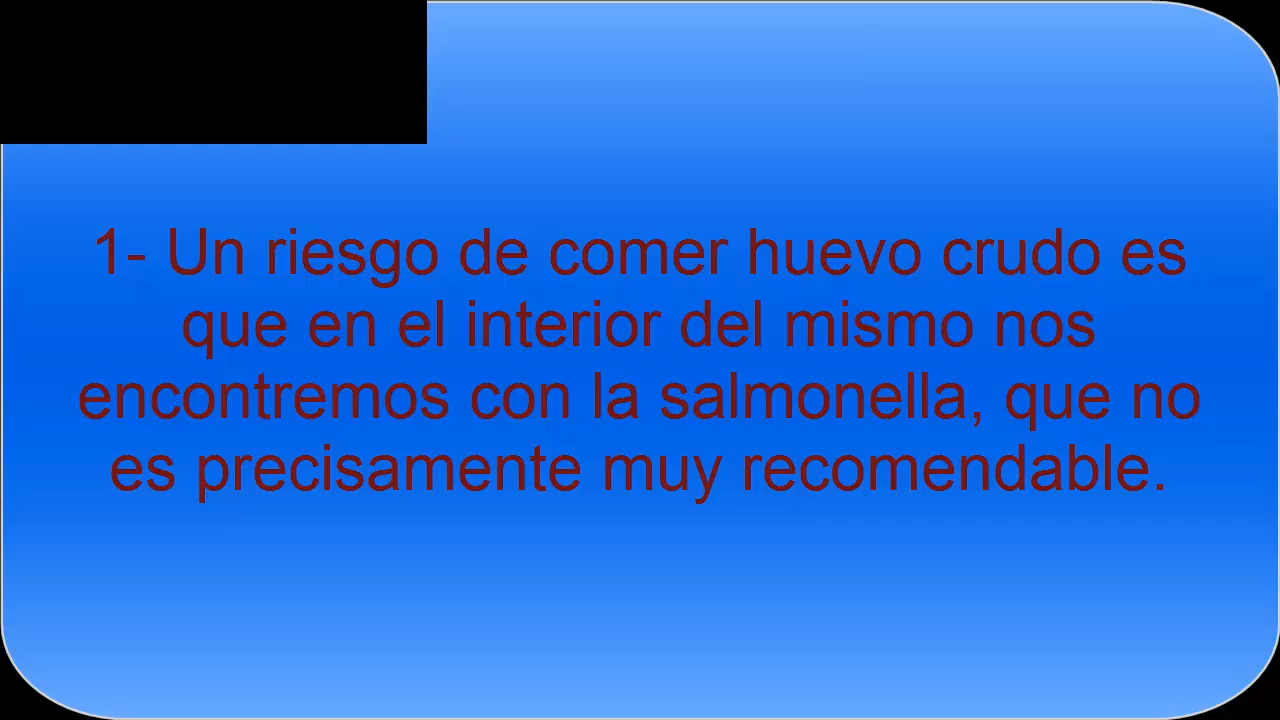 1- Un riesgo de comer huevo crudo es
que en el interior del mismo nos
encontremos con la salmonella, que no
es precisamente muy recomendable.